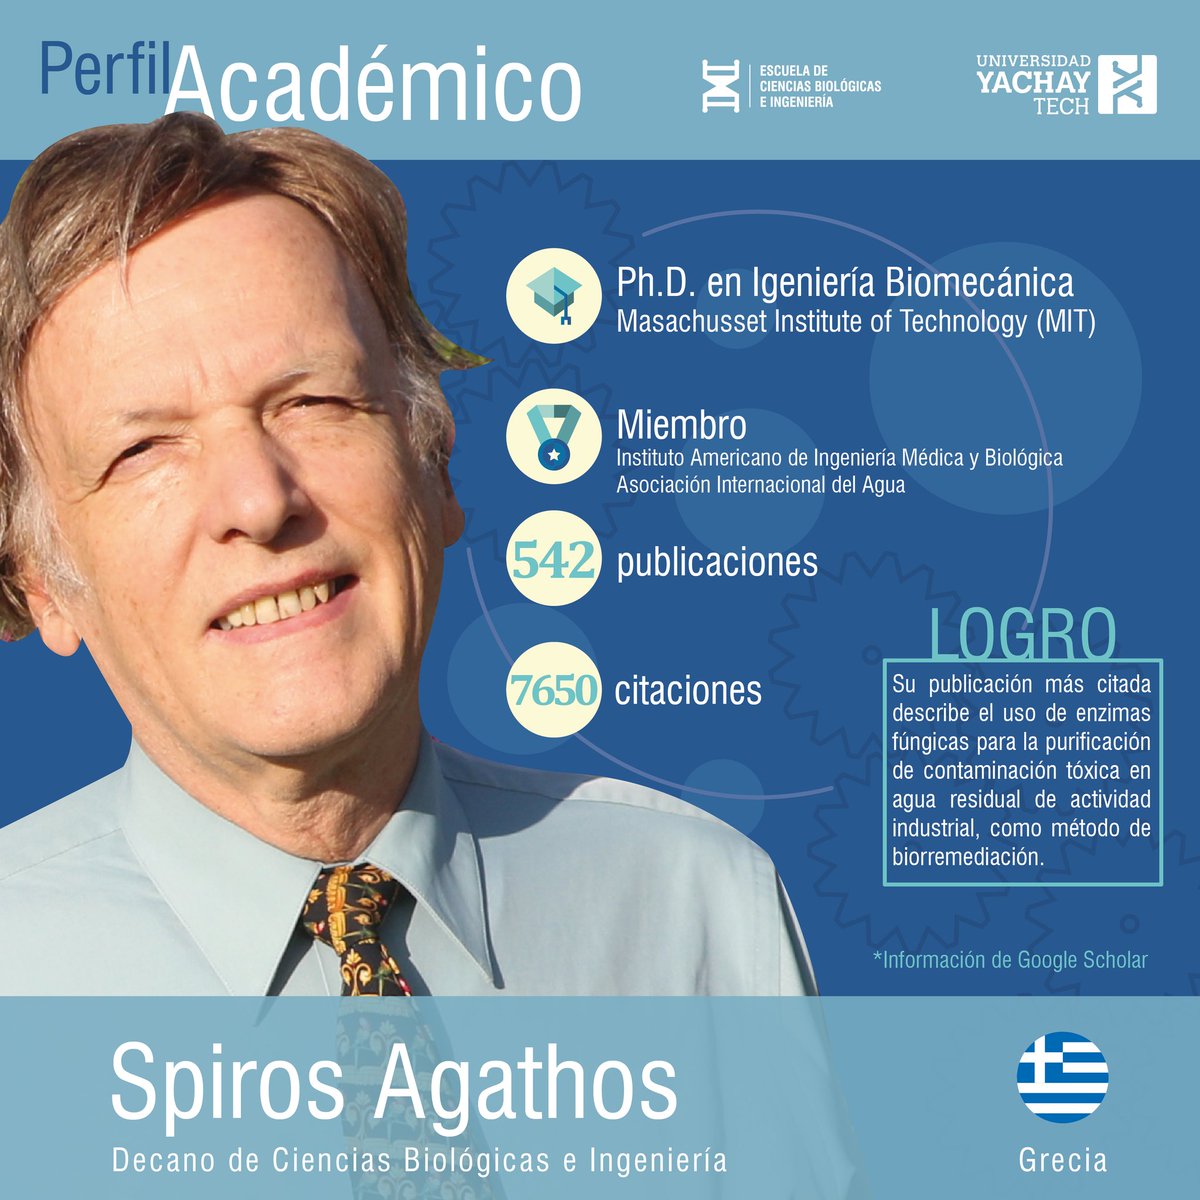 Perfil Académico
ESCUELA DE
CIENCIAS BIOLÓGICAS
E INGENIERÍA
UNIVERSIDAD
YACHAY
TECH
Ph.D. en Igeniería Biomecánica
Masachusset Institute of Technology (MIT)
Miembro
Instituto Americano de Ingeniería Médica y Biológica
Asociación Internacional del Agua
542 publicaciones
7650 citaciones
LOGRO
Su publicación más citada
describe el uso de enzimas
fúngicas para la purificación
de contaminación tóxica en
agua residual de actividad
industrial, como método de
biorremediación.
*Información de Google Scholar
Spiros Agathos
Decano de Ciencias Biológicas e Ingeniería
Grecia